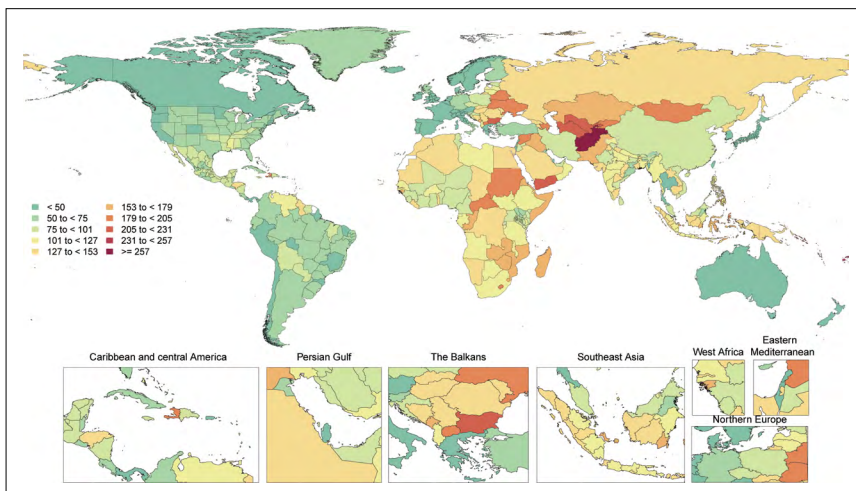 < 50
50 to < 75
75 to < 101
101 to < 127
127 to < 153
153 to < 179
179 to < 205
205 to < 231
231 to < 257
>= 257
Caribbean and central America
Persian Gulf
The Balkans
Southeast Asia
West Africa
Eastern
Mediterranean
Northern Europe